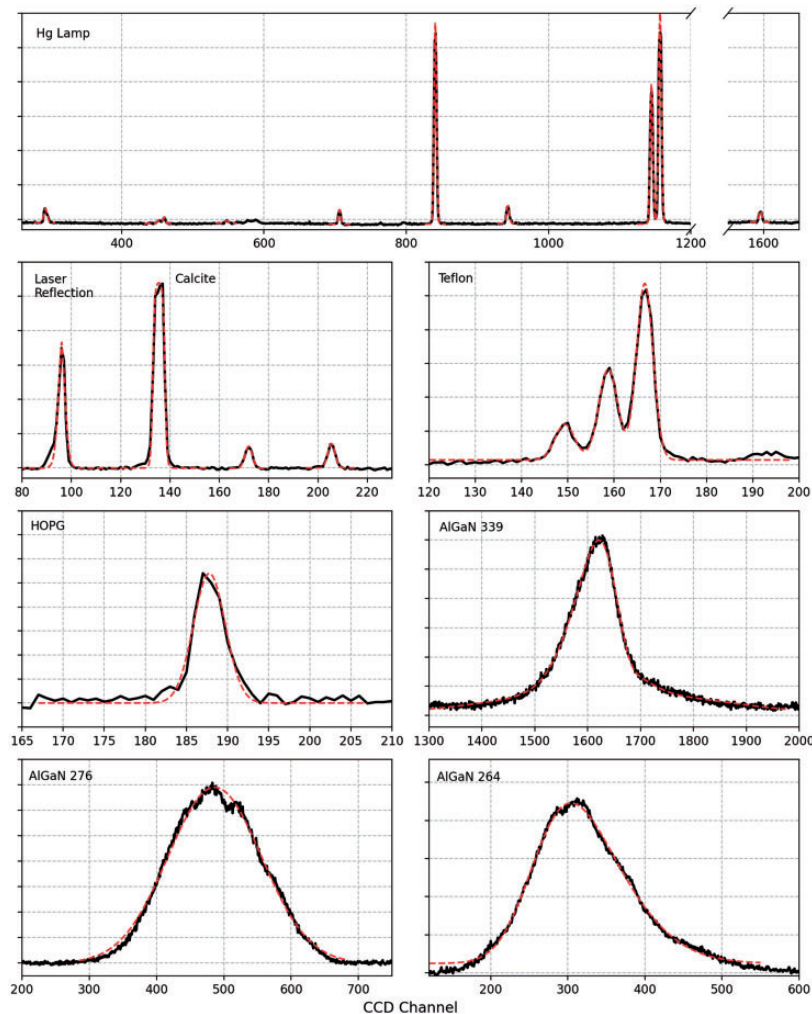 Hg Lamp
400 600 800 1000 1200 1600
Laser
Reflection
Calcite
Teflon
80 100 120 140 160 180 200 220
120 130 140 150 160 170 180 190 200
HOPG
AlGaN 339
165 170 175 180 185 190 195 200 205 210
1300 1400 1500 1600 1700 1800 1900 2000
AlGaN 276
AlGaN 264
200 300 400 500 600 700
200 300 400 500 600
CCD Channel